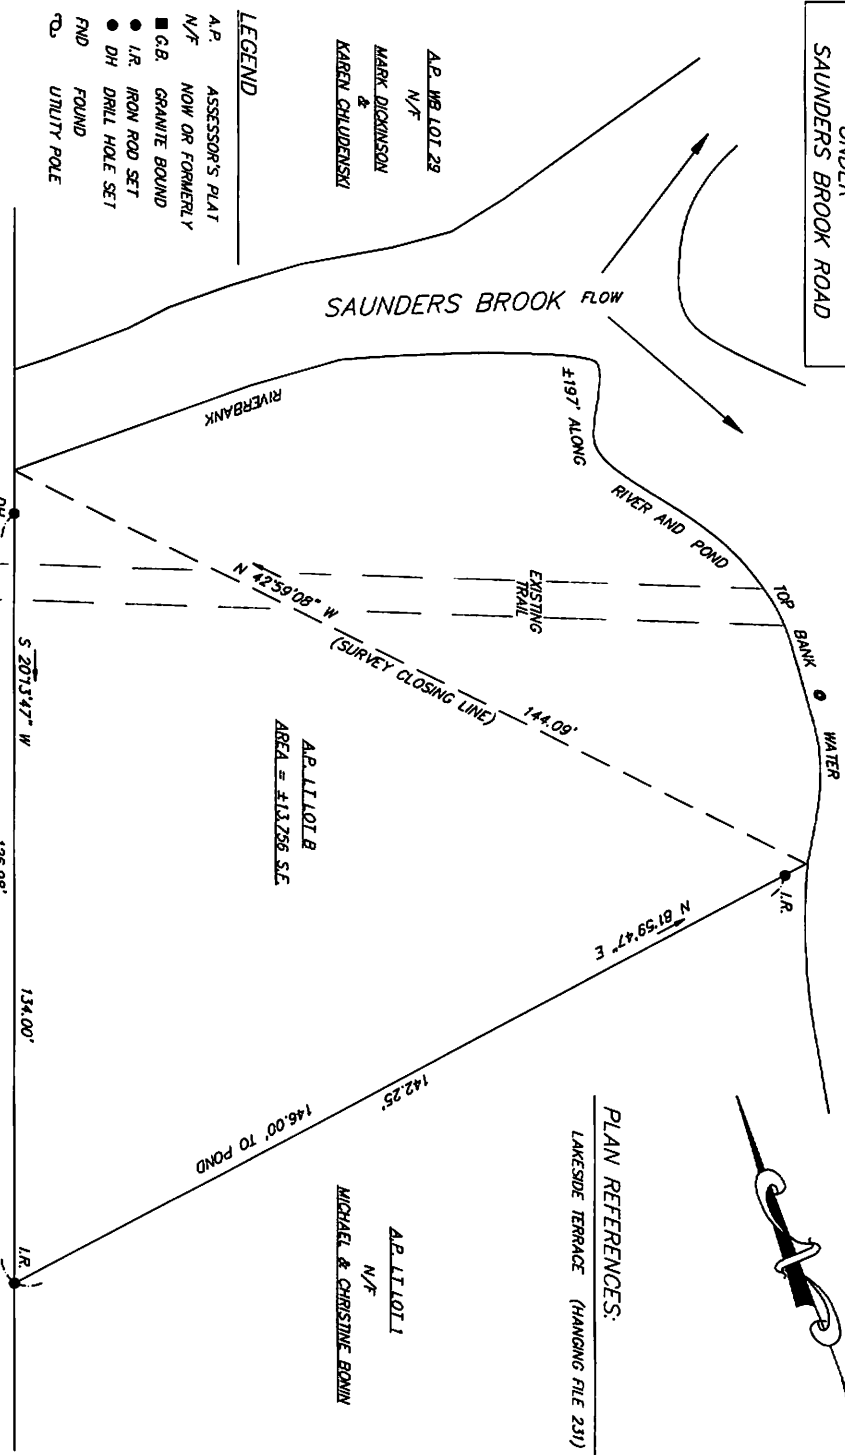 SAUNDERS BROOK ROAD
A.P. WB LOT 29
N/F
MARK DICKINSON
&
KAREN CHLUDENSKI
LEGEND
A.P. ASSESSOR'S PLAT
N/F NOW OR FORMERLY
G.B. GRANITE BOUND
I.R. IRON ROD SET
DH DRILL HOLE SET
FND FOUND
UTILITY POLE
SAUNDERS BROOK FLOW
±197' ALONG
RIVER AND POND
TOP BANK
WATER
RIVERBANK
EXISTING
TRAIL
N 42°59'08" W
144.09'
(SURVEY CLOSING LINE)
A.P. LT LOT B
AREA = ±13,756 S.F.
I.R.
N 81°59'47" E
142.25'
146.00' TO POND
DH
S 20°13'47" W
134.00'
I.R.
PLAN REFERENCES:
LAKESIDE TERRACE (HANGING FILE 231)
A.P. LT LOT 1
N/F
MICHAEL & CHRISTINE BONIN